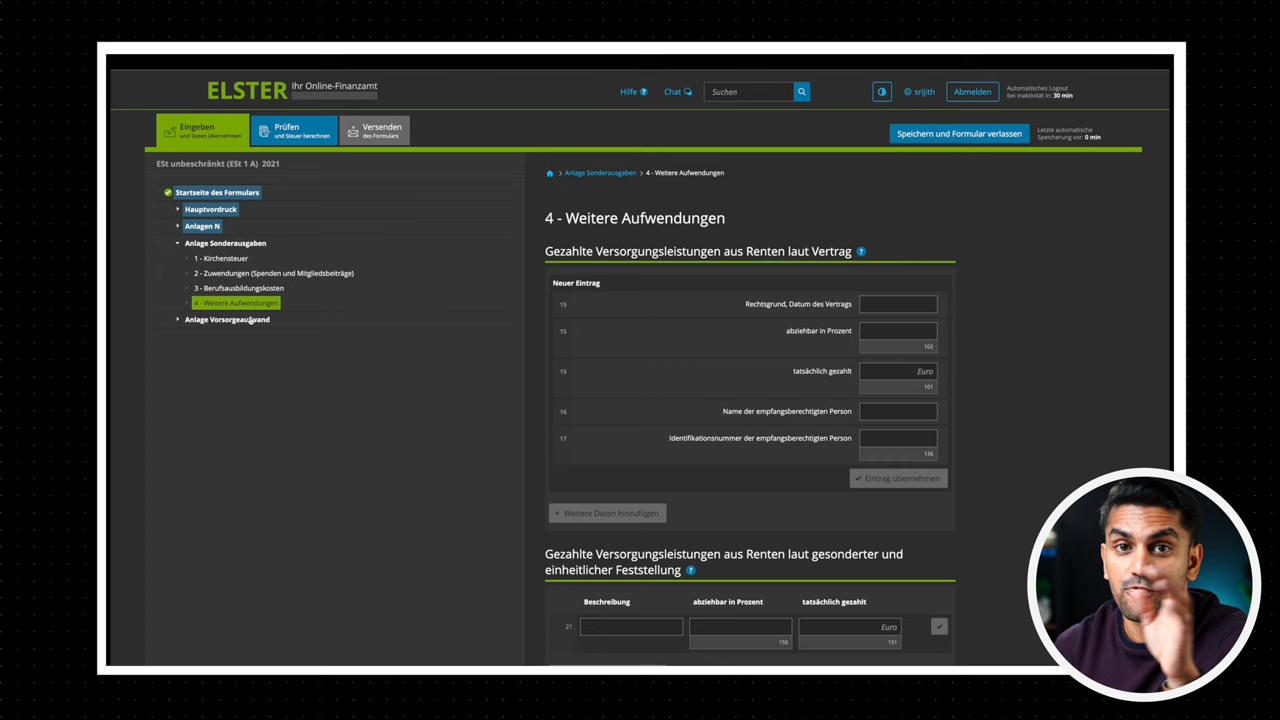 ELSTER
Ihr Online-Finanzamt
Hilfe ?
Chat
Suchen
srijith
Abmelden
Automatisches Logout
bei Inaktivität in: 30 min
Eingeben
und Daten übernehmen
Prüfen
und Steuer berechnen
Versenden
des Formulars
Speichern und Formular verlassen
Letzte automatische
Speicherung vor: 0 min
ESt unbeschränkt (ESt 1 A) 2021
Startseite des Formulars
Hauptvordruck
Anlagen N
Anlage Sonderausgaben
1 - Kirchensteuer
2 - Zuwendungen (Spenden und Mitgliedsbeiträge)
3 - Berufsausbildungskosten
4 - Weitere Aufwendungen
Anlage Vorsorgeaufwand
> Anlage Sonderausgaben > 4 - Weitere Aufwendungen
4 - Weitere Aufwendungen
Gezahlte Versorgungsleistungen aus Renten laut Vertrag ?
Neuer Eintrag
15 Rechtsgrund, Datum des Vertrags
15 abziehbar in Prozent
102
15 tatsächlich gezahlt Euro
101
16 Name der empfangsberechtigten Person
17 Identifikationsnummer der empfangsberechtigten Person
136
Eintrag übernehmen
+ Weitere Daten hinzufügen
Gezahlte Versorgungsleistungen aus Renten laut gesonderter und
einheitlicher Feststellung ?
Beschreibung abziehbar in Prozent tatsächlich gezahlt
21 Euro
150 151